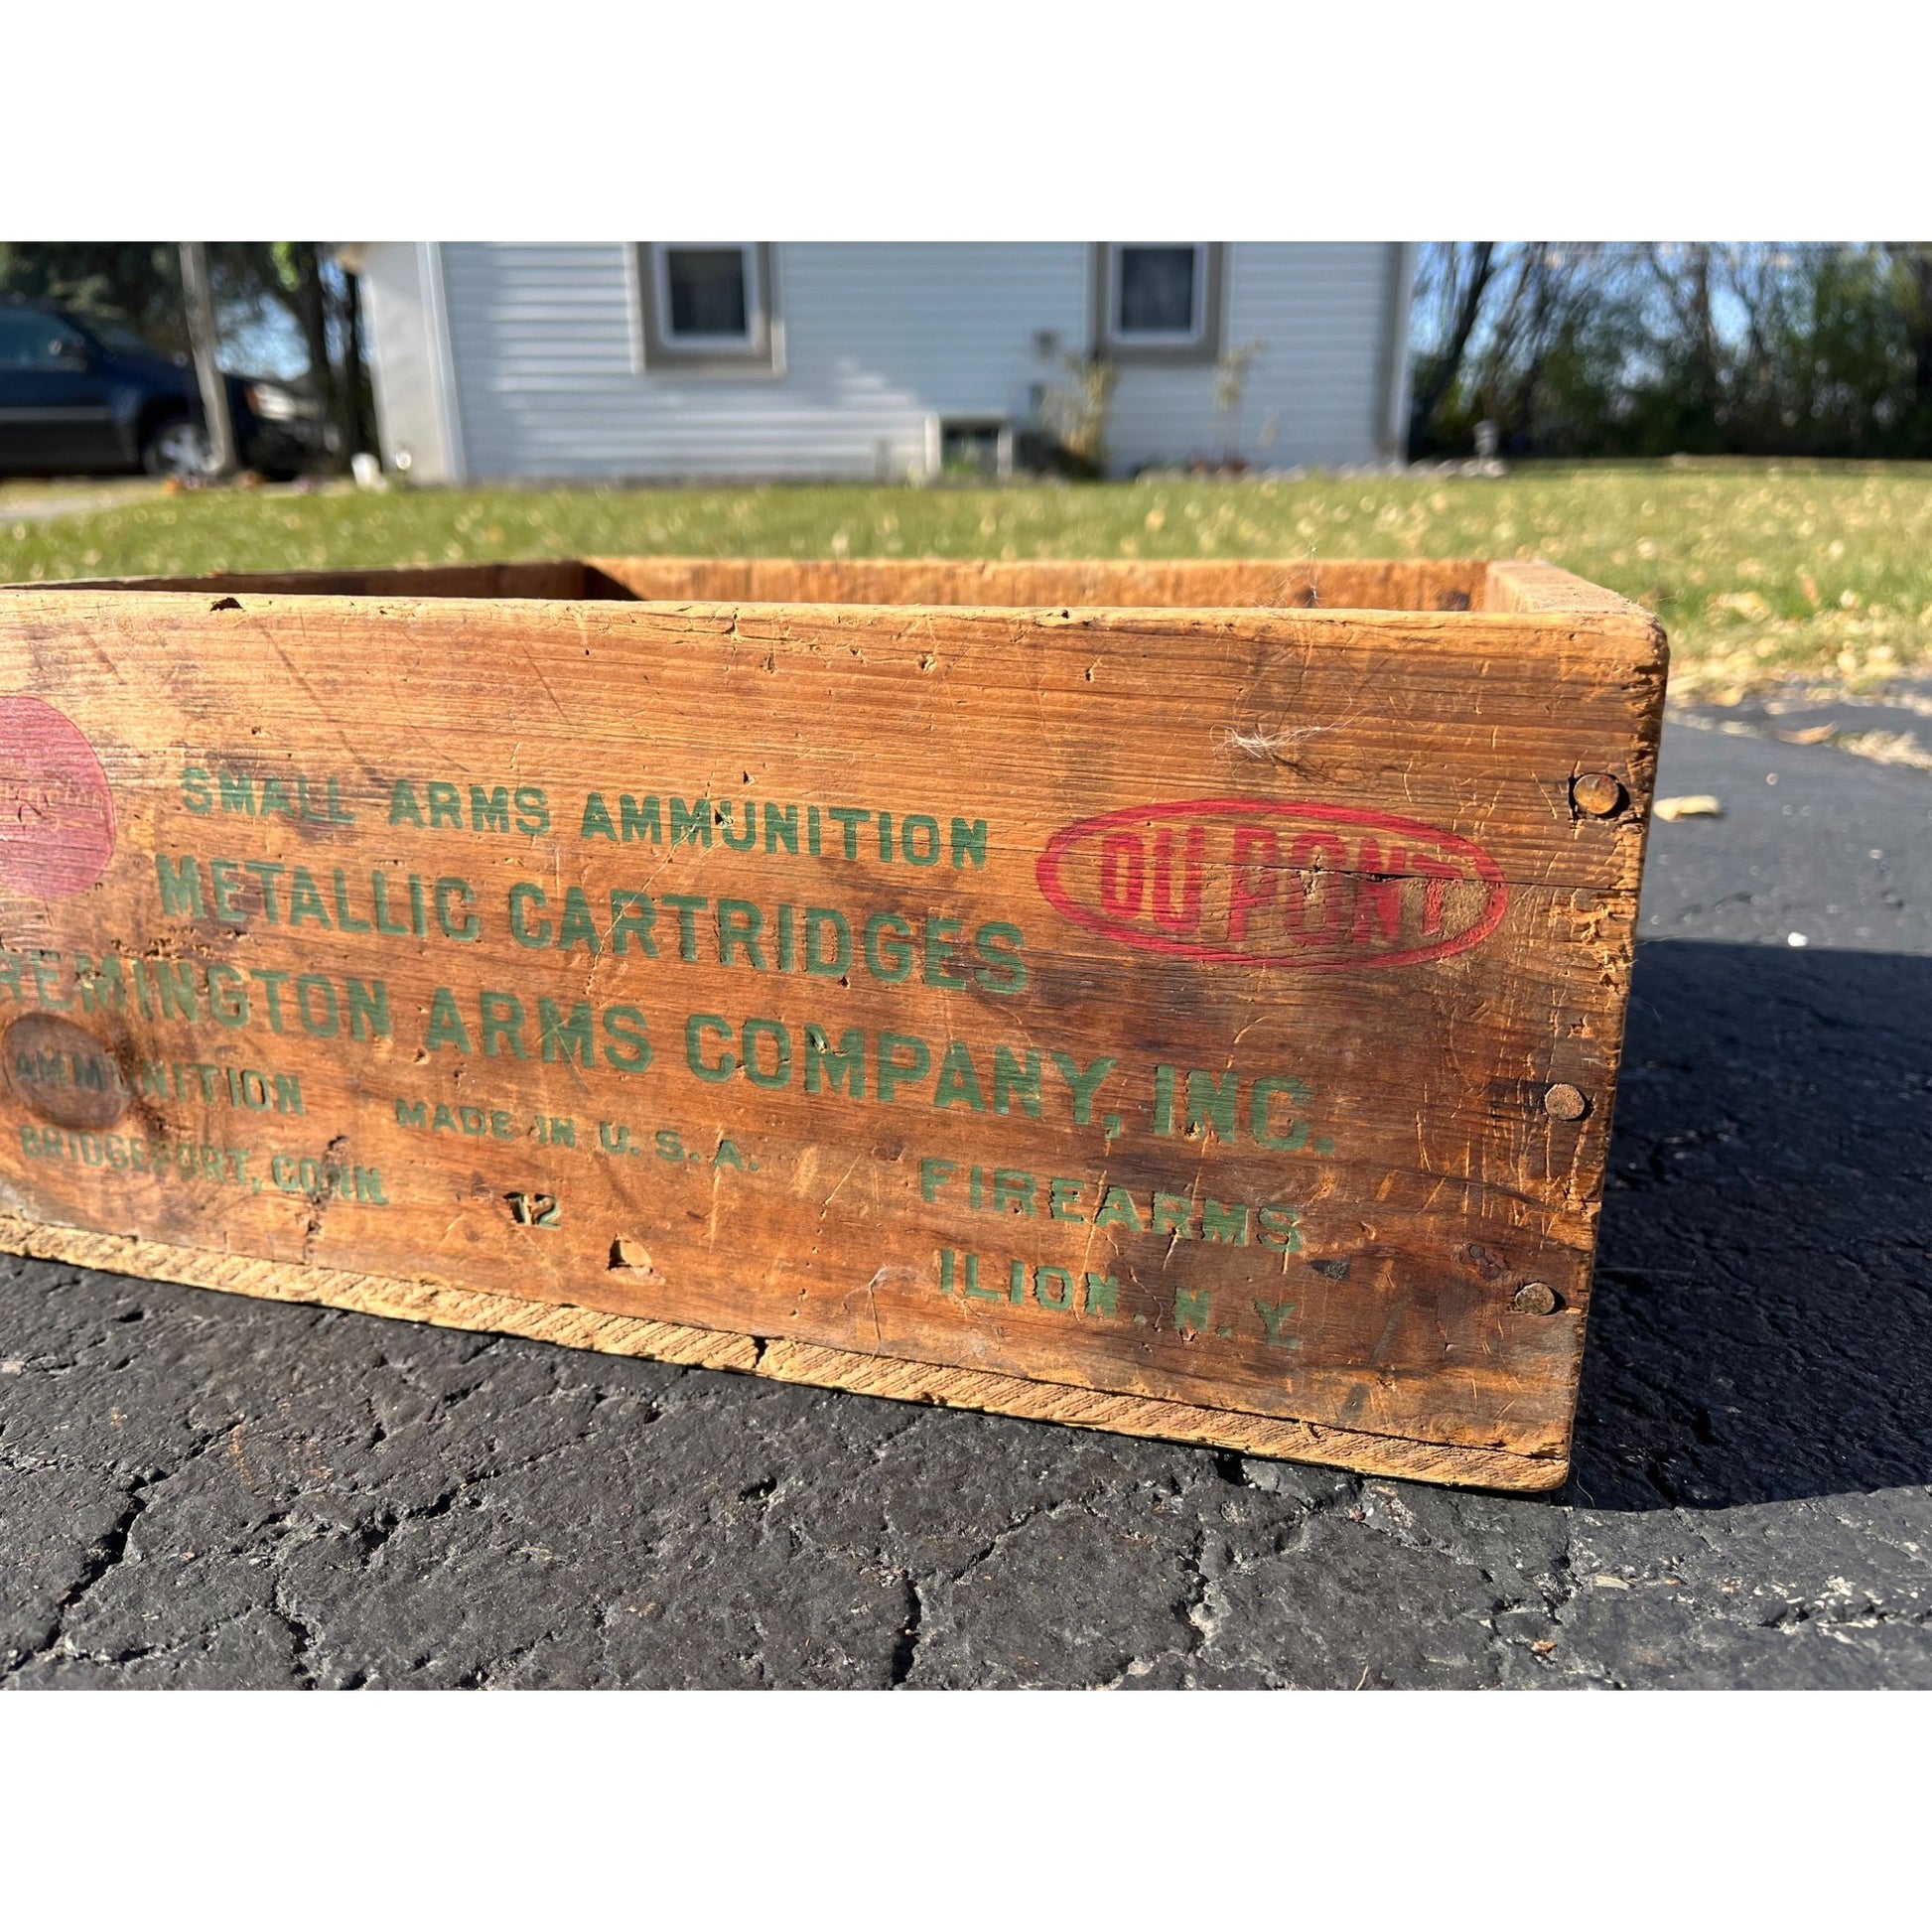 SMALL ARMS AMMUNITION
METALLIC CARTRIDGES
DU PONT
REMINGTON ARMS COMPANY, INC.
AMMUNITION
BRIDGEPORT, CONN.
MADE IN U.S.A.
12
FIREARMS
ILION, N.Y.